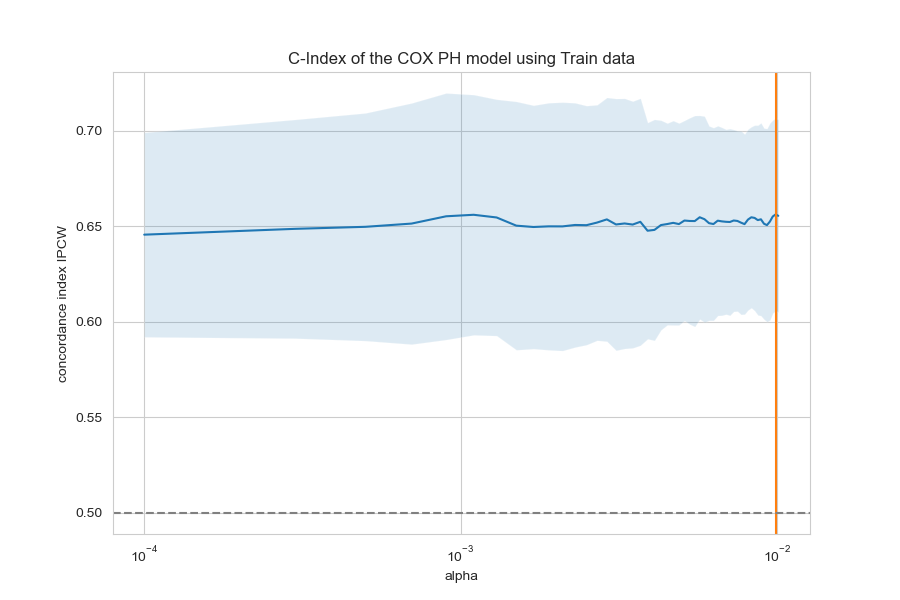 C-Index of the COX PH model using Train data
concordance index IPCW
0.70
0.65
0.60
0.55
0.50
10⁻⁴
10⁻³
10⁻²
alpha